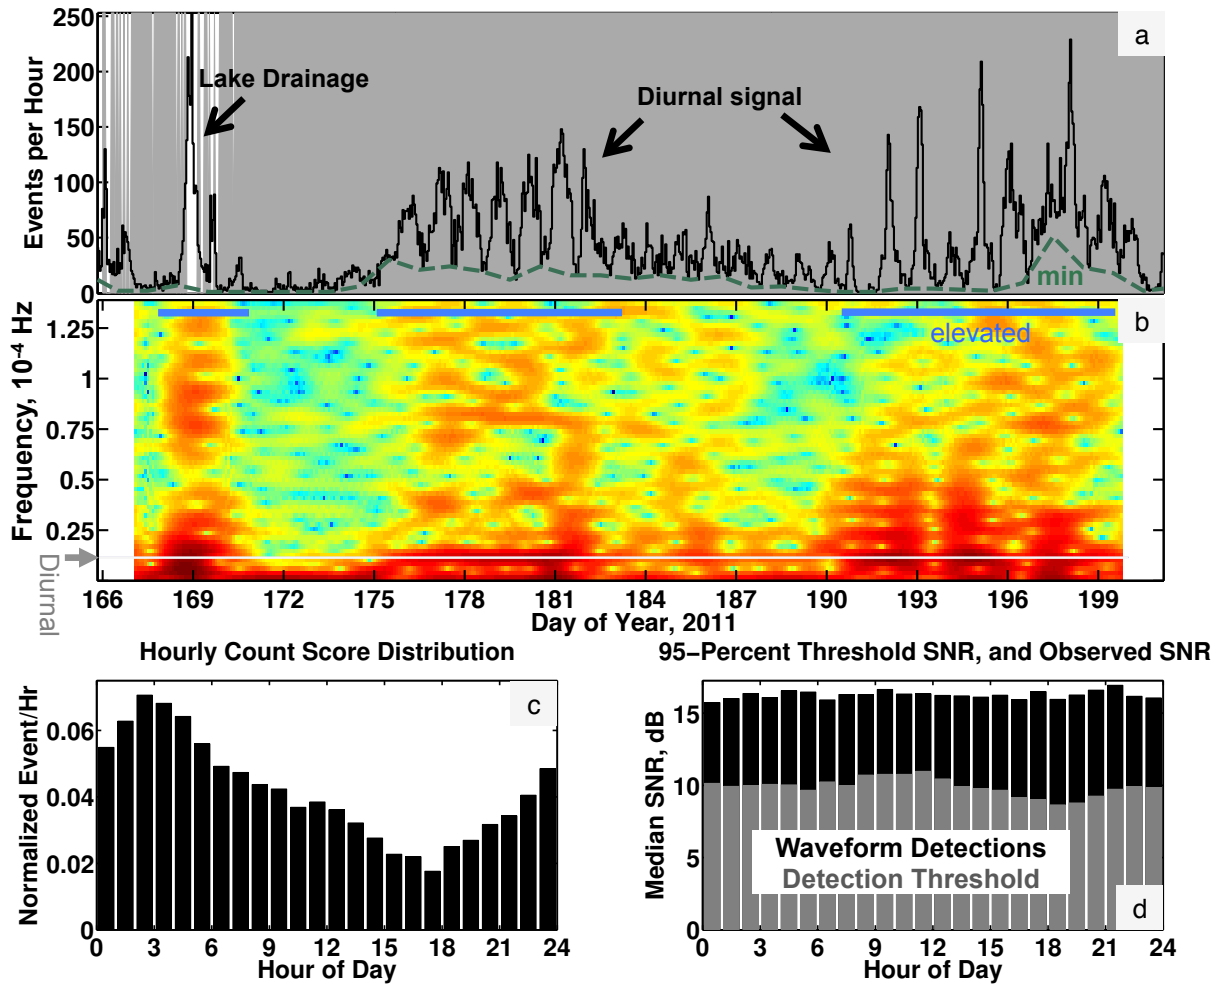 250
200
150
100
50
0
Events per Hour
a
Lake Drainage
Diurnal signal
min
1.25
1
0.75
0.5
0.25
Frequency, 10-4 Hz
b
elevated
Diurnal
166 169 172 175 178 181 184 187 190 193 196 199
Day of Year, 2011
Hourly Count Score Distribution
c
0.06
0.04
0.02
0
Normalized Event/Hr
0 3 6 9 12 15 18 21 24
Hour of Day
95–Percent Threshold SNR, and Observed SNR
15
10
5
0
Median SNR, dB
Waveform Detections
Detection Threshold
d
0 3 6 9 12 15 18 21 24
Hour of Day